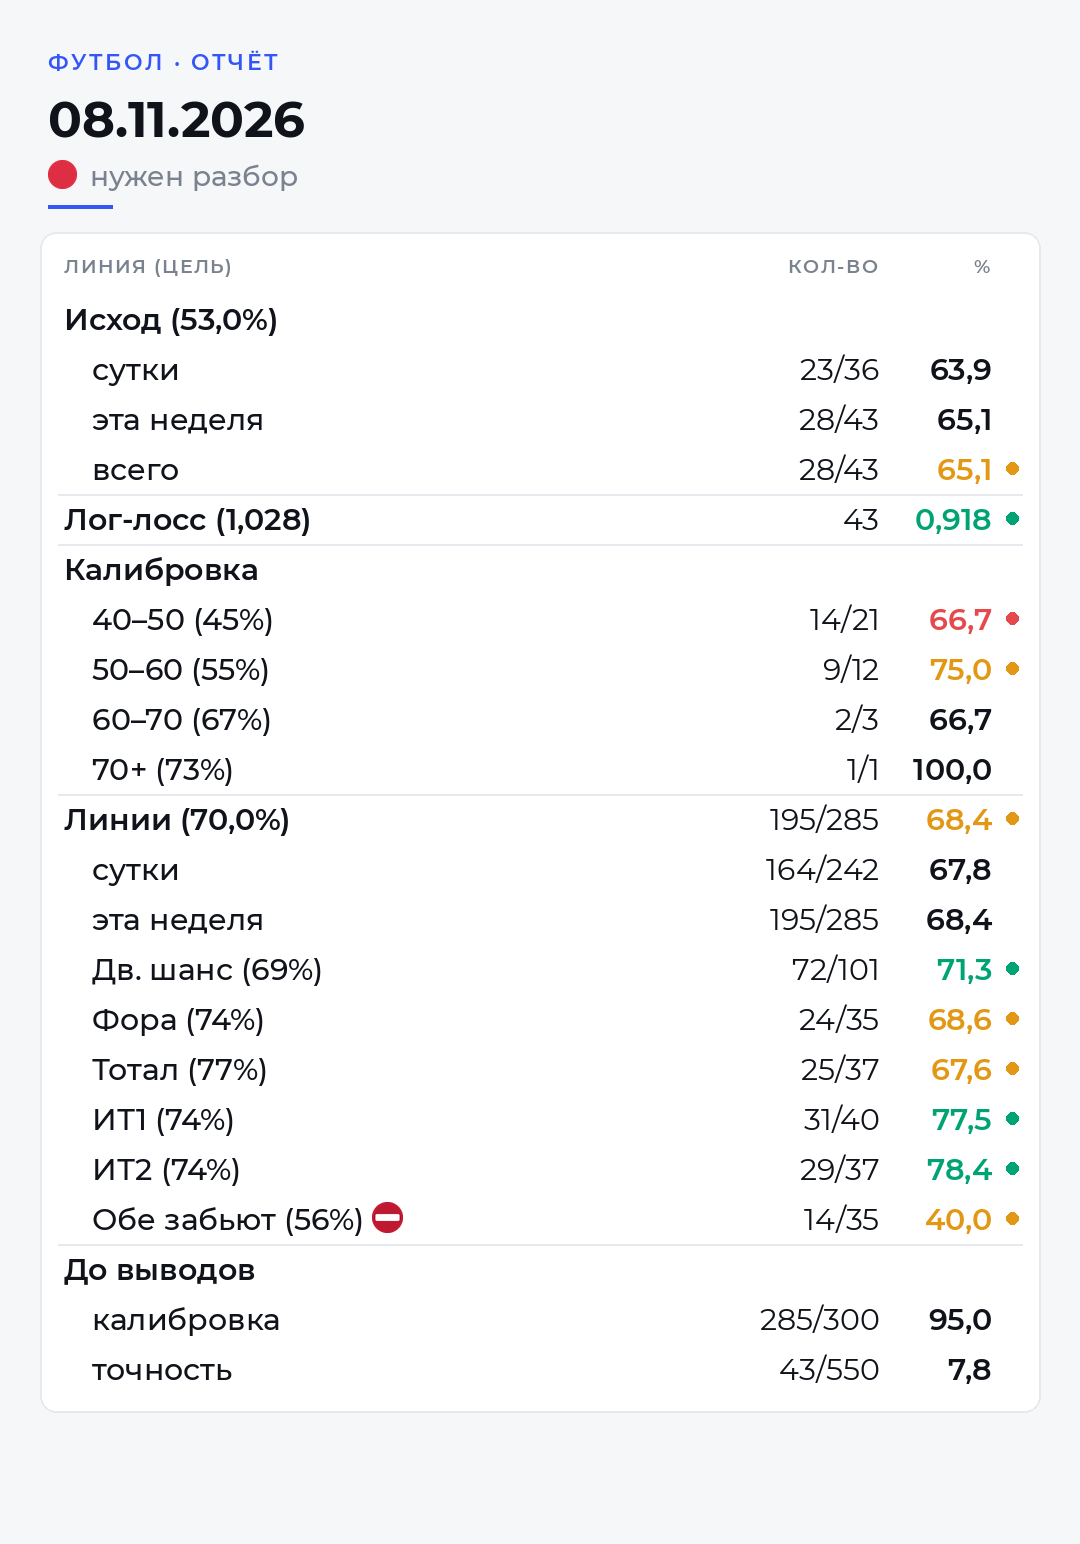 ФУТБОЛ · ОТЧЁТ
08.11.2026
нужен разбор
ЛИНИЯ (ЦЕЛЬ) КОЛ-ВО %
Исход (53,0%)
сутки 23/36 63,9
эта неделя 28/43 65,1
всего 28/43 65,1
Лог-лосс (1,028) 43 0,918
Калибровка
40–50 (45%) 14/21 66,7
50–60 (55%) 9/12 75,0
60–70 (67%) 2/3 66,7
70+ (73%) 1/1 100,0
Линии (70,0%) 195/285 68,4
сутки 164/242 67,8
эта неделя 195/285 68,4
Дв. шанс (69%) 72/101 71,3
Фора (74%) 24/35 68,6
Тотал (77%) 25/37 67,6
ИТ1 (74%) 31/40 77,5
ИТ2 (74%) 29/37 78,4
Обе забьют (56%) 14/35 40,0
До выводов
калибровка 285/300 95,0
точность 43/550 7,8